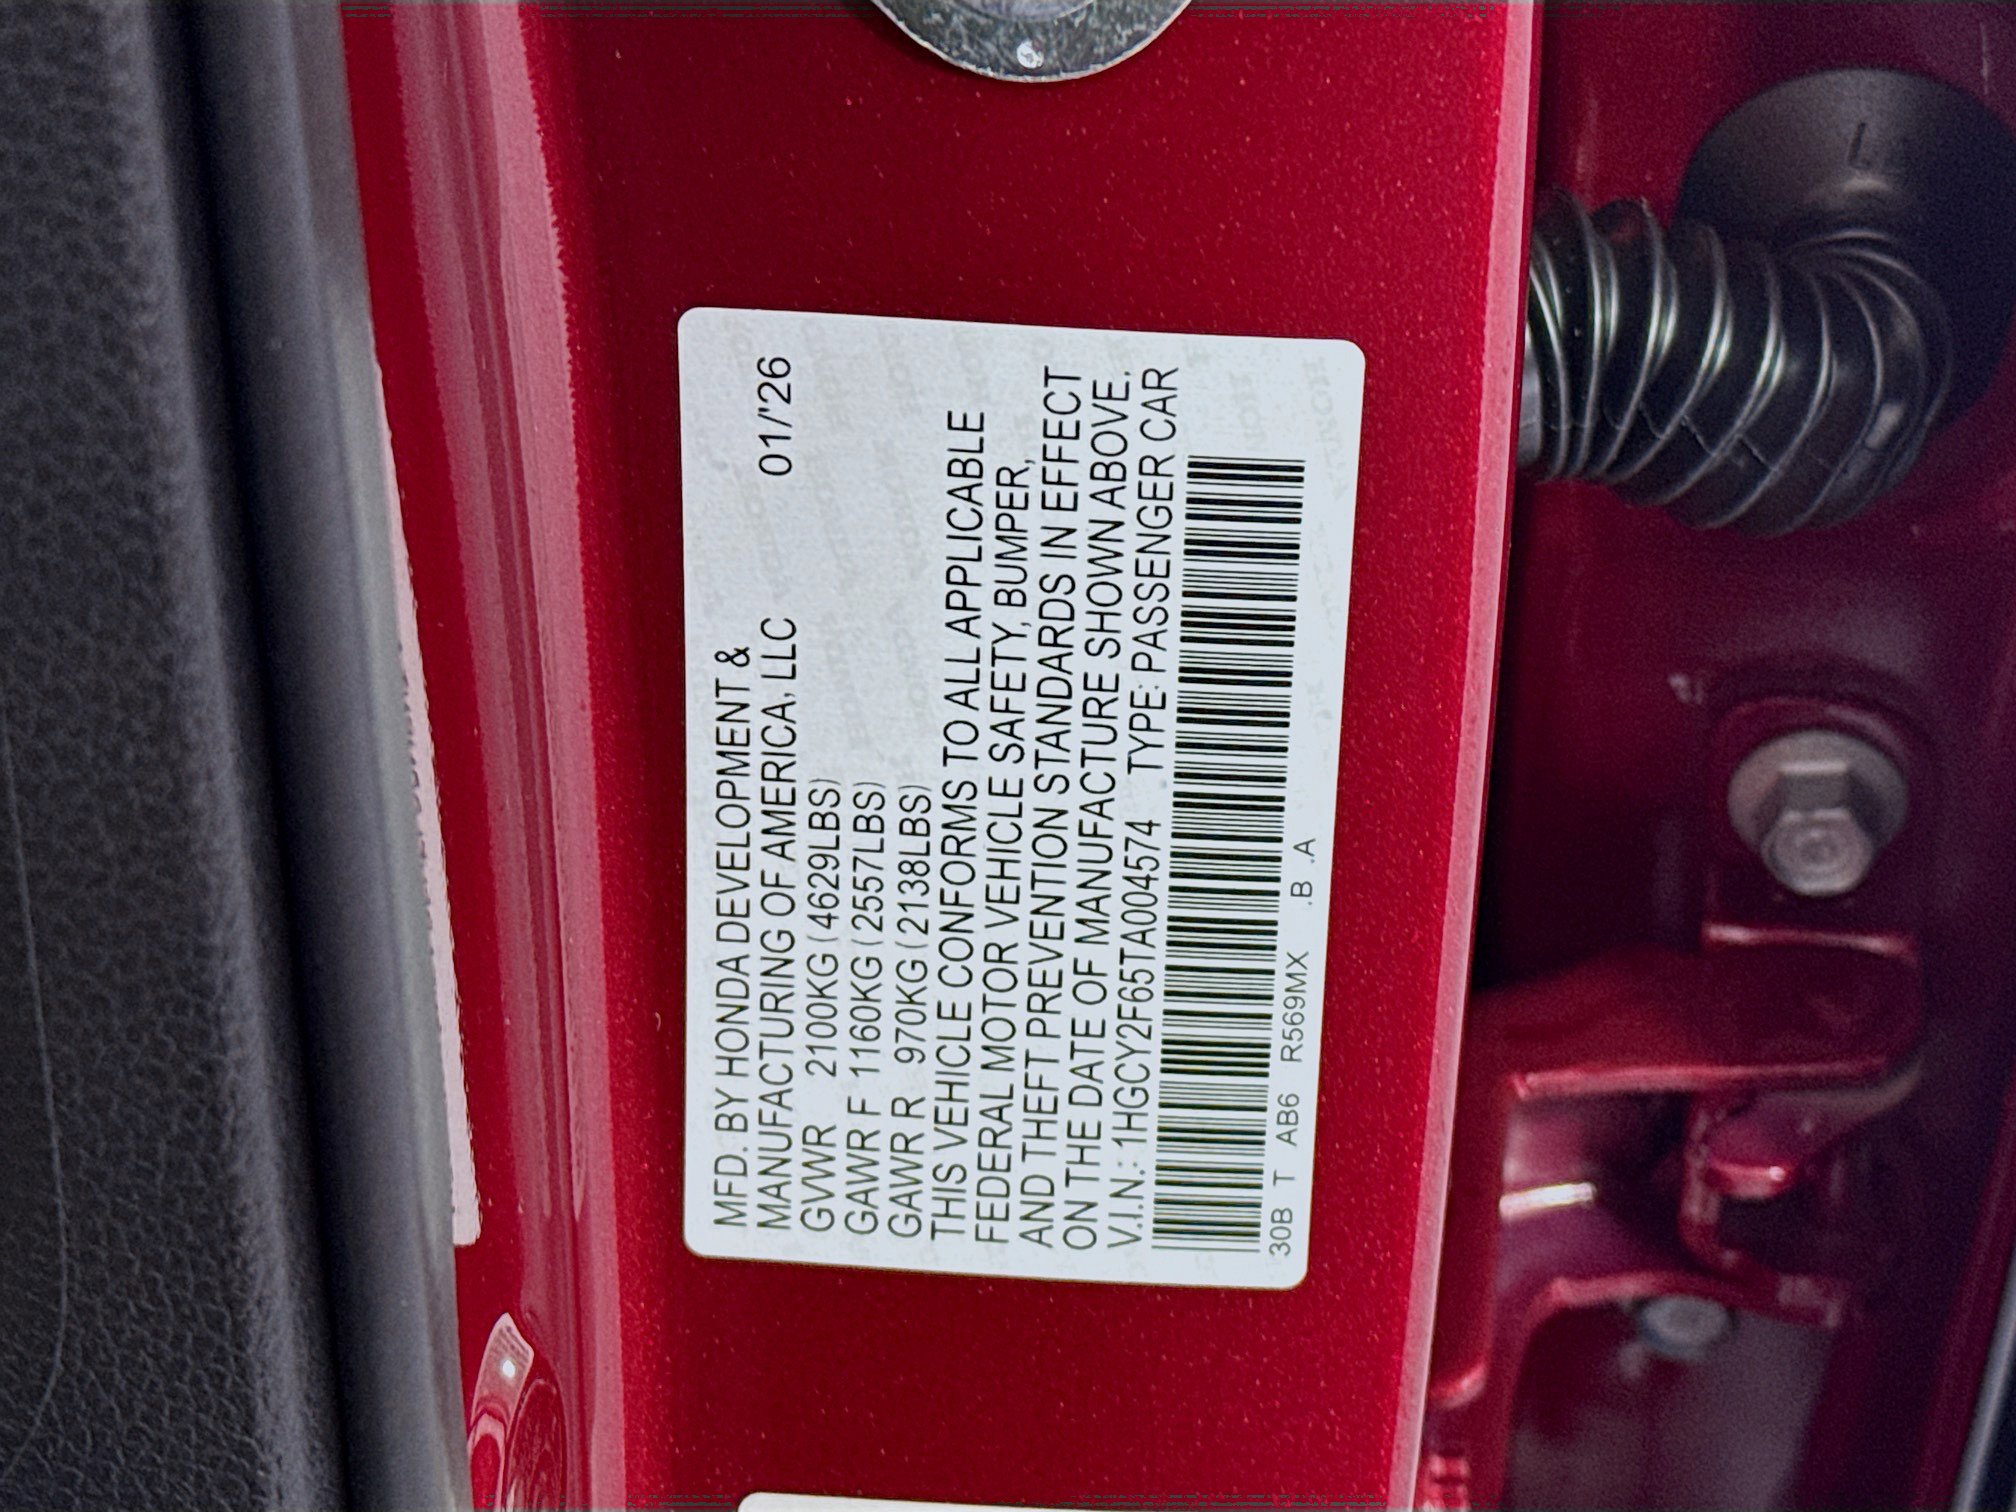 MFD. BY HONDA DEVELOPMENT &
MANUFACTURING OF AMERICA, LLC 01/'26
GVWR 2100KG (4629LBS)
GAWR F 1160KG (2557LBS)
GAWR R 970KG (2138LBS)
THIS VEHICLE CONFORMS TO ALL APPLICABLE
FEDERAL MOTOR VEHICLE SAFETY, BUMPER,
AND THEFT PREVENTION STANDARDS IN EFFECT
ON THE DATE OF MANUFACTURE SHOWN ABOVE.
V.I.N.: 1HGCY2F65TA004574 TYPE: PASSENGER CAR
30B T AB6 R569MX .B .A
L